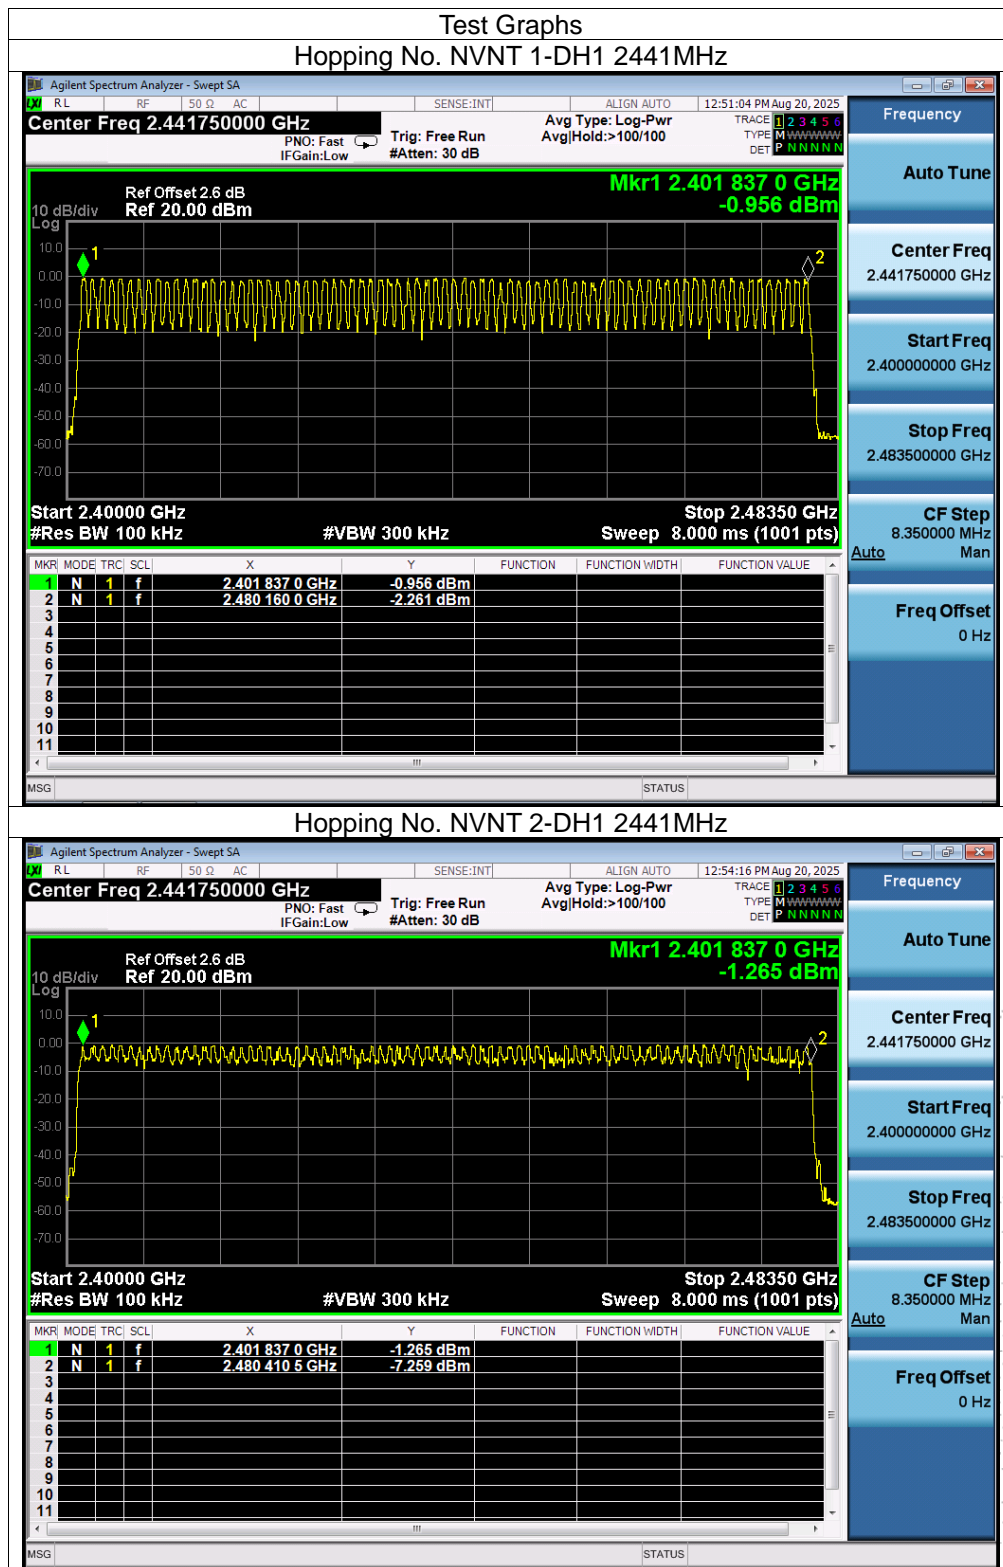 Test Graphs
Hopping No. NVNT 1-DH1 2441MHz
Agilent Spectrum Analyzer - Swept SA
LXI RL RF 50 Ω AC SENSE:INT ALIGN AUTO 12:51:04 PM Aug 20, 2025
Center Freq 2.441750000 GHz Avg Type: Log-Pwr TRACE 1 2 3 4 5 6
PNO: Fast Trig: Free Run Avg|Hold:>100/100 TYPE M WWWWW
IFGain:Low #Atten: 30 dB DET P N N N N N
Frequency
Auto Tune
Mkr1 2.401 837 0 GHz
Ref Offset 2.6 dB
10 dB/div Ref 20.00 dBm -0.956 dBm
Log
10.0
0.00
-10.0
-20.0
-30.0
-40.0
-50.0
-60.0
-70.0
1
2
Center Freq
2.441750000 GHz
Start Freq
2.400000000 GHz
Stop Freq
2.483500000 GHz
Start 2.40000 GHz Stop 2.48350 GHz
#Res BW 100 kHz #VBW 300 kHz Sweep 8.000 ms (1001 pts)
CF Step
8.350000 MHz
Auto Man
MKR MODE TRC SCL X Y FUNCTION FUNCTION WIDTH FUNCTION VALUE
1 N 1 f 2.401 837 0 GHz -0.956 dBm
2 N 1 f 2.480 160 0 GHz -2.261 dBm
3
4
5
6
7
8
9
10
11
Freq Offset
0 Hz
MSG STATUS
Hopping No. NVNT 2-DH1 2441MHz
Agilent Spectrum Analyzer - Swept SA
LXI RL RF 50 Ω AC SENSE:INT ALIGN AUTO 12:54:16 PM Aug 20, 2025
Center Freq 2.441750000 GHz Avg Type: Log-Pwr TRACE 1 2 3 4 5 6
PNO: Fast Trig: Free Run Avg|Hold:>100/100 TYPE M WWWWW
IFGain:Low #Atten: 30 dB DET P N N N N N
Frequency
Auto Tune
Mkr1 2.401 837 0 GHz
Ref Offset 2.6 dB
10 dB/div Ref 20.00 dBm -1.265 dBm
Log
10.0
0.00
-10.0
-20.0
-30.0
-40.0
-50.0
-60.0
-70.0
1
2
Center Freq
2.441750000 GHz
Start Freq
2.400000000 GHz
Stop Freq
2.483500000 GHz
Start 2.40000 GHz Stop 2.48350 GHz
#Res BW 100 kHz #VBW 300 kHz Sweep 8.000 ms (1001 pts)
CF Step
8.350000 MHz
Auto Man
MKR MODE TRC SCL X Y FUNCTION FUNCTION WIDTH FUNCTION VALUE
1 N 1 f 2.401 837 0 GHz -1.265 dBm
2 N 1 f 2.480 410 5 GHz -7.259 dBm
3
4
5
6
7
8
9
10
11
Freq Offset
0 Hz
MSG STATUS